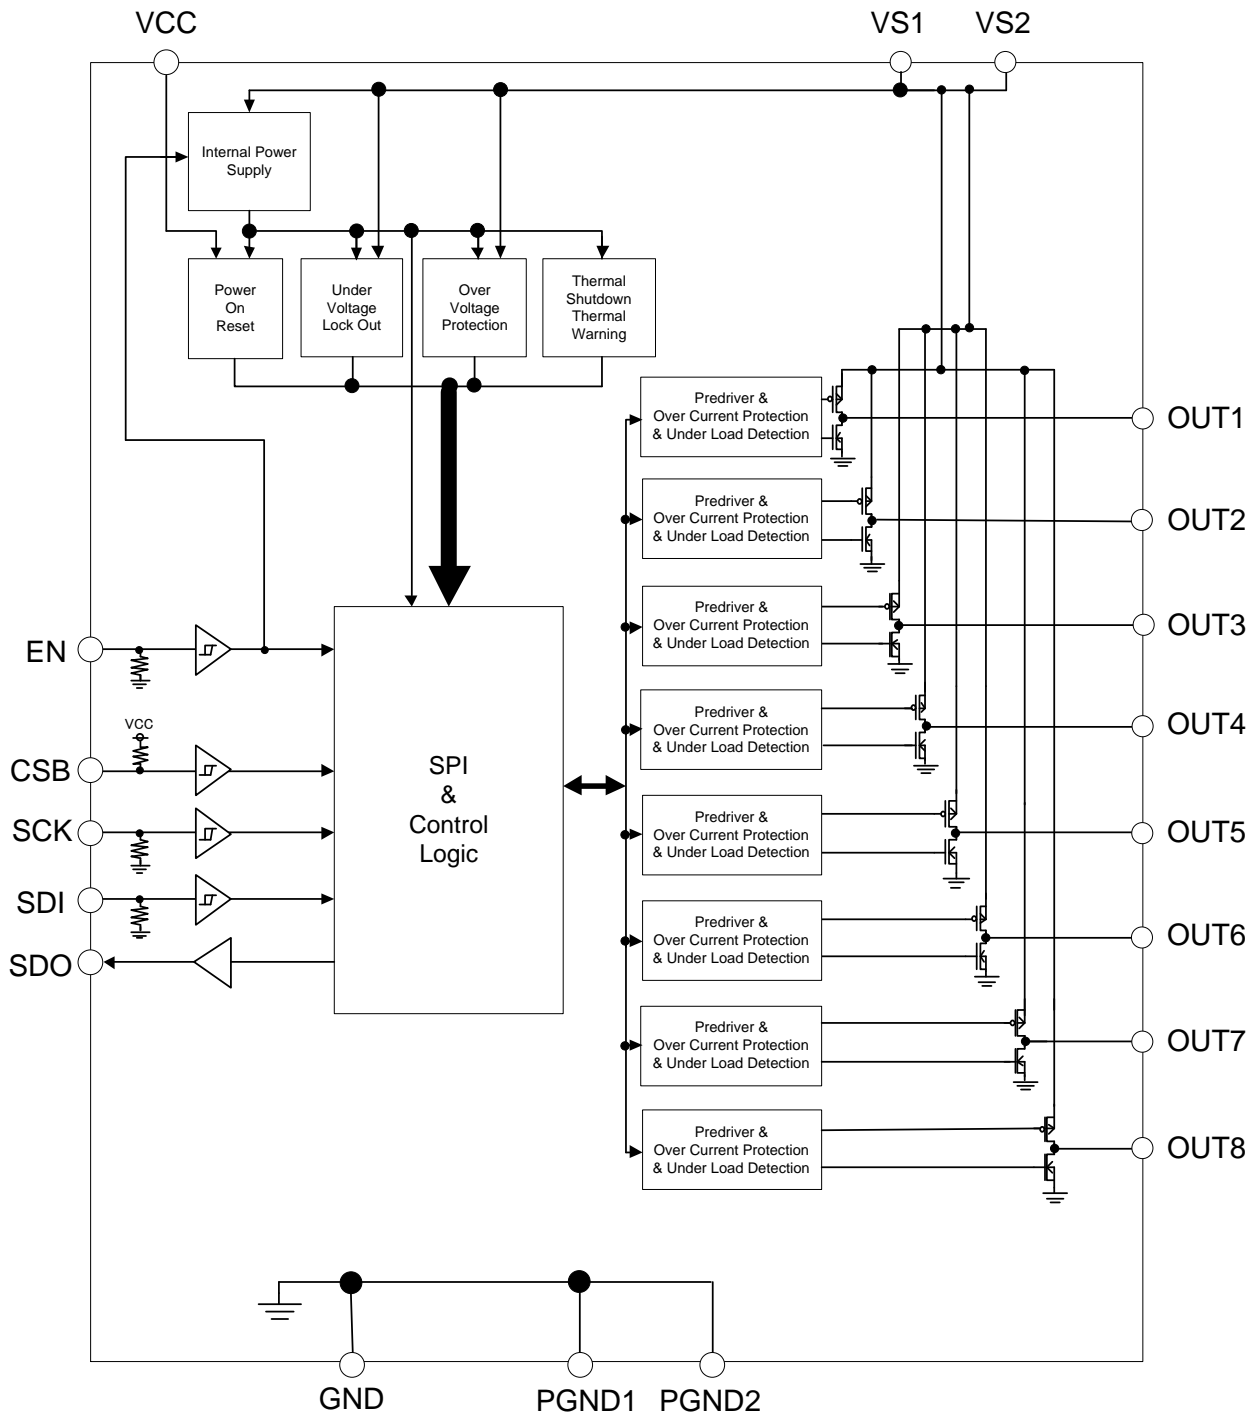 VCC
VS1
VS2
Internal Power
Supply
Power
On
Reset
Under
Voltage
Lock Out
Over
Voltage
Protection
Thermal
Shutdown
Thermal
Warning
Predriver &
Over Current Protection
& Under Load Detection
OUT1
Predriver &
Over Current Protection
& Under Load Detection
OUT2
Predriver &
Over Current Protection
& Under Load Detection
OUT3
EN
Predriver &
Over Current Protection
& Under Load Detection
OUT4
VCC
CSB
SPI
&
Control
Logic
SCK
Predriver &
Over Current Protection
& Under Load Detection
OUT5
SDI
SDO
Predriver &
Over Current Protection
& Under Load Detection
OUT6
Predriver &
Over Current Protection
& Under Load Detection
OUT7
Predriver &
Over Current Protection
& Under Load Detection
OUT8
GND
PGND1
PGND2